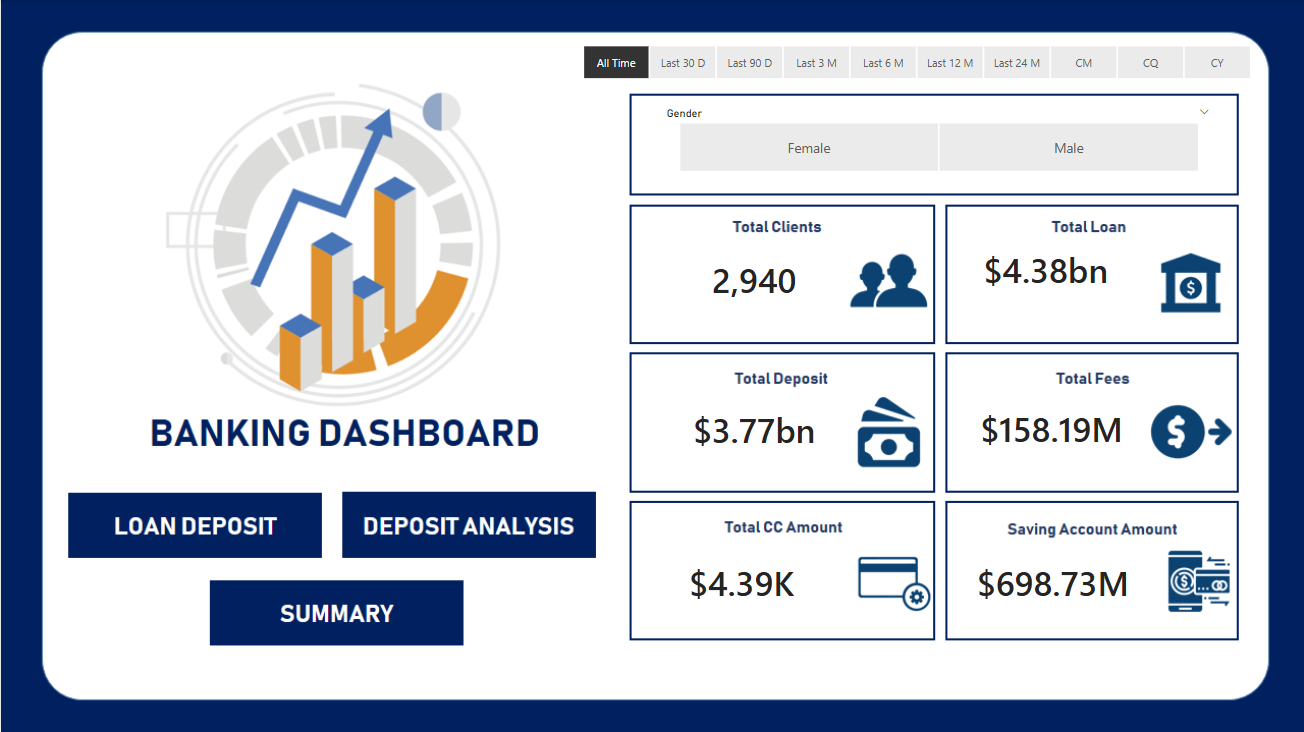 All Time Last 30 D Last 90 D Last 3 M Last 6 M Last 12 M Last 24 M CM CQ CY
Gender
Female Male
Total Clients
2,940
Total Loan
$4.38bn
$
Total Deposit
$3.77bn
Total Fees
$158.19M
$
Total CC Amount
$4.39K
Saving Account Amount
$698.73M
$
BANKING DASHBOARD
LOAN DEPOSIT
DEPOSIT ANALYSIS
SUMMARY